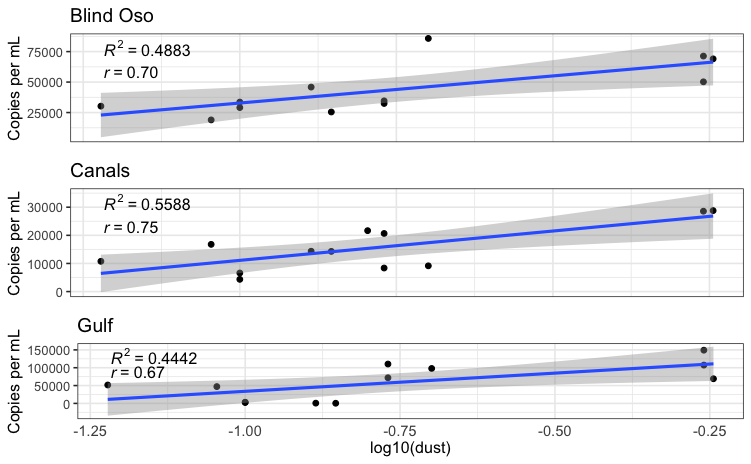 Blind Oso
R² = 0.4883
r = 0.70
75000
50000
25000
Copies per mL
Canals
R² = 0.5588
r = 0.75
30000
20000
10000
0
Copies per mL
Gulf
R² = 0.4442
r = 0.67
150000
100000
50000
0
Copies per mL
-1.25 -1.00 -0.75 -0.50 -0.25
log10(dust)